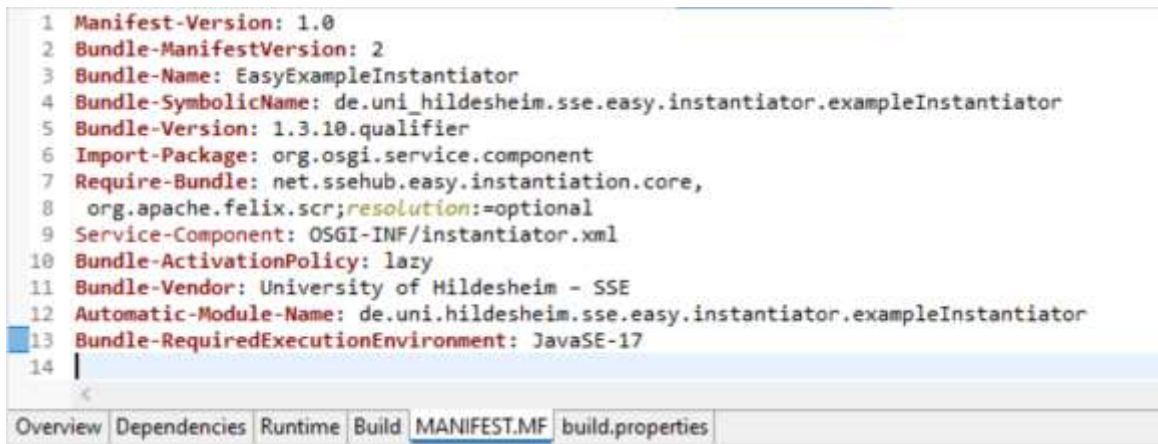 1 Manifest-Version: 1.0
2 Bundle-ManifestVersion: 2
3 Bundle-Name: EasyExampleInstantiator
4 Bundle-SymbolicName: de.uni_hildesheim.sse.easy.instantiator.exampleInstantiator
5 Bundle-Version: 1.3.10.qualifier
6 Import-Package: org.osgi.service.component
7 Require-Bundle: net.ssehub.easy.instantiation.core,
8 org.apache.felix.scr;resolution:=optional
9 Service-Component: OSGI-INF/instantiator.xml
10 Bundle-ActivationPolicy: lazy
11 Bundle-Vendor: University of Hildesheim – SSE
12 Automatic-Module-Name: de.uni.hildesheim.sse.easy.instantiator.exampleInstantiator
13 Bundle-RequiredExecutionEnvironment: JavaSE-17
14
Overview Dependencies Runtime Build MANIFEST.MF build.properties